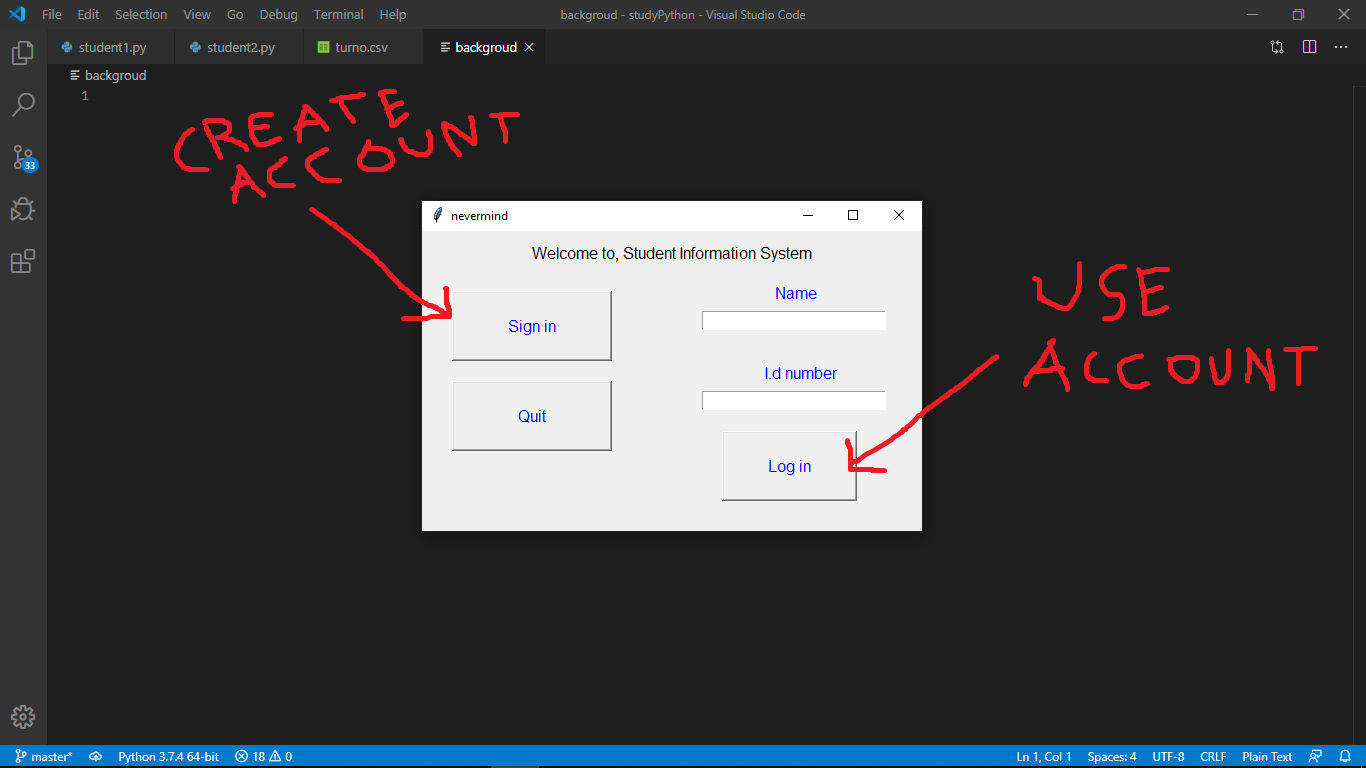 File Edit Selection View Go Debug Terminal Help
backgroud - studyPython - Visual Studio Code
student1.py student2.py turno.csv backgroud
backgroud
1
CREATE
ACCOUNT
nevermind
Welcome to, Student Information System
Sign in
Quit
Name
I.d number
Log in
USE
ACCOUNT
33
master* Python 3.7.4 64-bit 18 0 Ln 1, Col 1 Spaces: 4 UTF-8 CRLF Plain Text